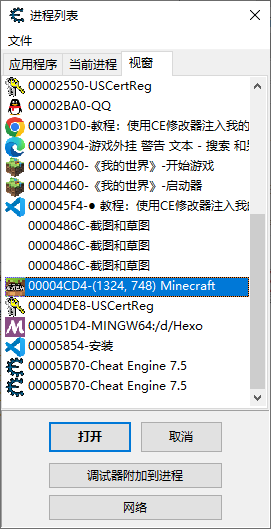 进程列表
文件
应用程序 当前进程 视窗
00002550-USCertReg
00002BA0-QQ
000031D0-教程：使用CE修改器注入我的
00003904-游戏外挂 警告 文本 - 搜索 和另
00004460-《我的世界》-开始游戏
00004460-《我的世界》-启动器
000045F4-● 教程：使用CE修改器注入我的
0000486C-截图和草图
0000486C-截图和草图
0000486C-截图和草图
00004CD4-(1324, 748) Minecraft
00004DE8-USCertReg
000051D4-MINGW64:/d/Hexo
00005854-安装
00005B70-Cheat Engine 7.5
00005B70-Cheat Engine 7.5
打开 取消
调试器附加到进程
网络